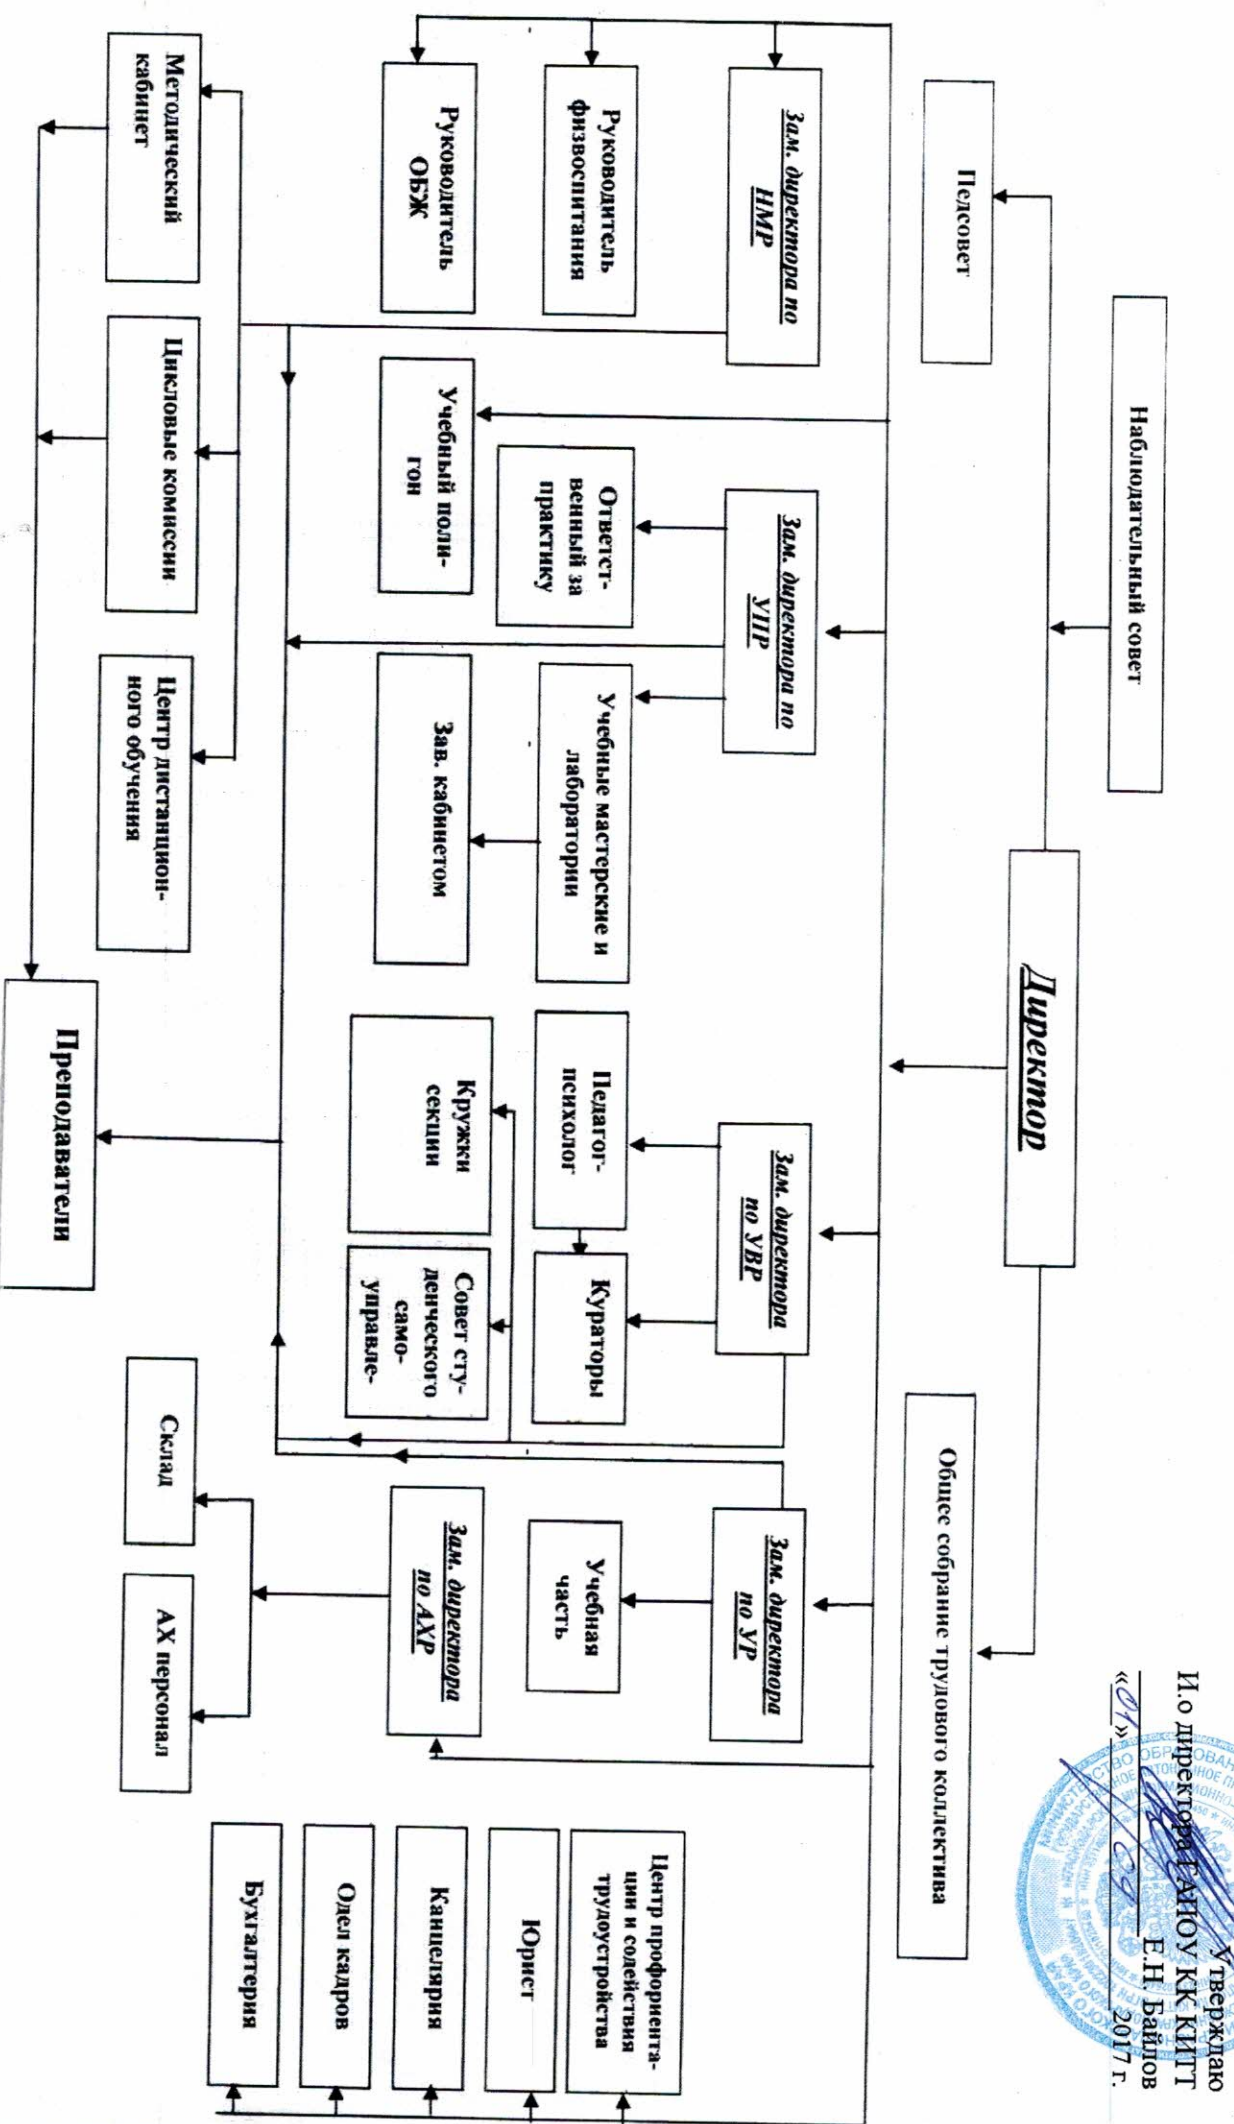 Утверждаю
И.о директора ГАПОУ КК КИТТ
Е.Н. Байлов
«01» 09 2017 г.
Наблюдательный совет
Директор
Педсовет
Общее собрание трудового коллектива
Зам. директора по
НМР
Зам. директора по
УПР
Зам. директора
по УВР
Зам. директора
по УР
Руководитель
физвоспитания
Ответст-
венный за
практику
Учебные мастерские и
лаборатории
Педагог-
психолог
Кураторы
Учебная
часть
Центр профориента-
ции и содействия
трудоустройства
Руководитель
ОБЖ
Учебный поли-
гон
Зав. кабинетом
Кружки
секции
Совет сту-
денческого
само-
управле-
Зам. директора
по АХР
Юрист
Канцелярия
Одел кадров
Бухгалтерия
Методический
кабинет
Цикловые комиссии
Центр дистанцион-
ного обучения
Склад
АХ персонал
Преподаватели